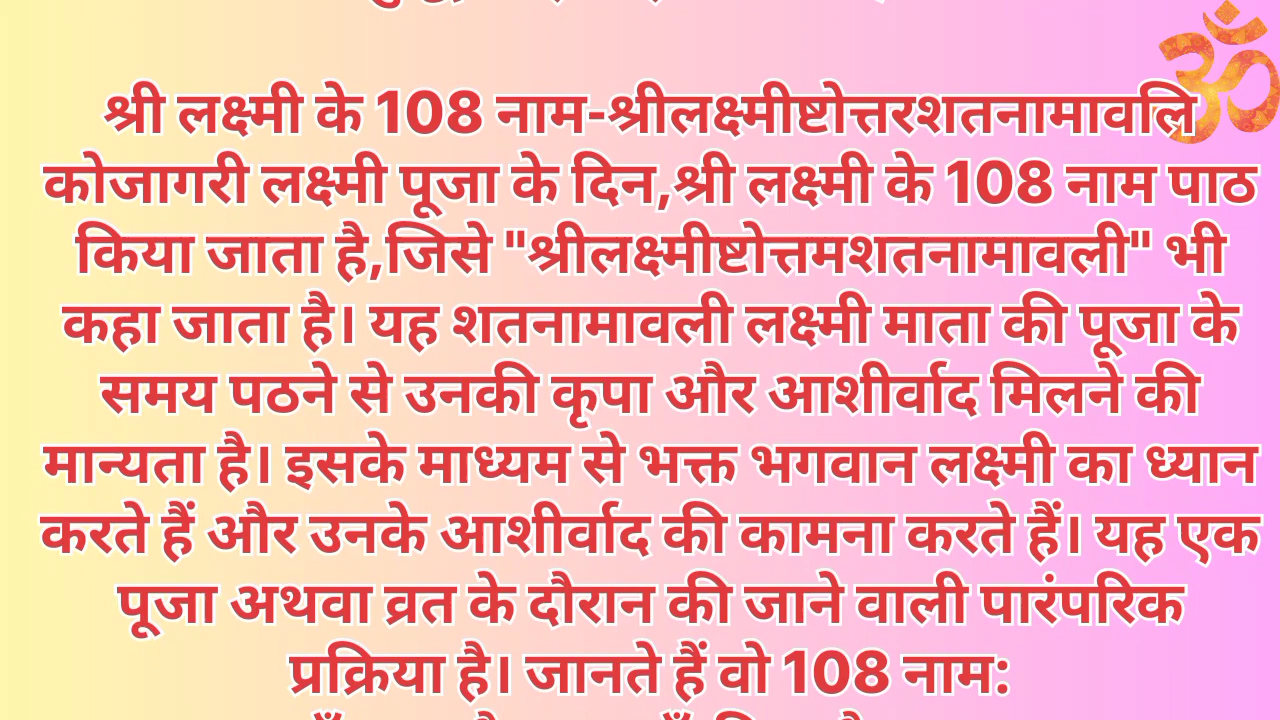 श्री लक्ष्मी के 108 नाम-श्रीलक्ष्मीष्टोत्तरशतनामावलि
कोजागरी लक्ष्मी पूजा के दिन,श्री लक्ष्मी के 108 नाम पाठ
किया जाता है,जिसे "श्रीलक्ष्मीष्टोत्तमशतनामावली" भी
कहा जाता है। यह शतनामावली लक्ष्मी माता की पूजा के
समय पठने से उनकी कृपा और आशीर्वाद मिलने की
मान्यता है। इसके माध्यम से भक्त भगवान लक्ष्मी का ध्यान
करते हैं और उनके आशीर्वाद की कामना करते हैं। यह एक
पूजा अथवा व्रत के दौरान की जाने वाली पारंपरिक
प्रक्रिया है। जानते हैं वो 108 नाम:
ॐ